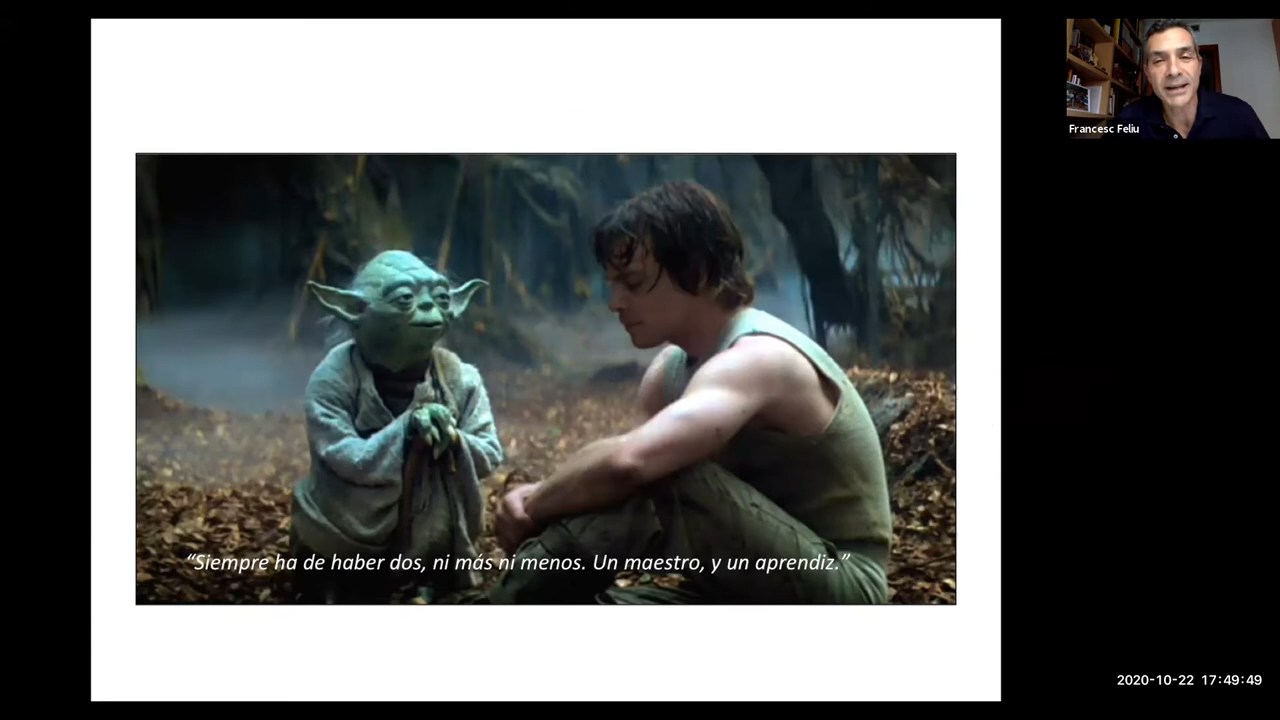 Francesc Feliu
“Siempre ha de haber dos, ni más ni menos. Un maestro, y un aprendiz.”
2020-10-22 17:49:49